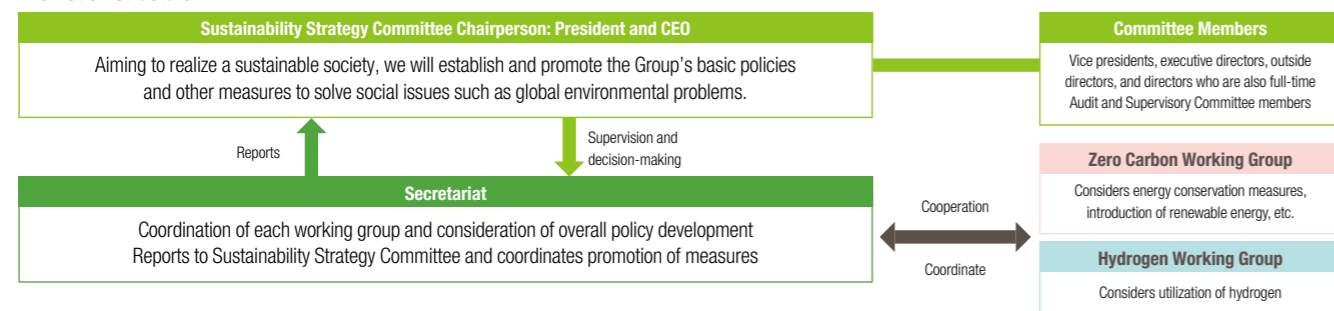 Sustainability Strategy Committee Chairperson: President and CEO
Aiming to realize a sustainable society, we will establish and promote the Group's basic policies
and other measures to solve social issues such as global environmental problems.
Committee Members
Vice presidents, executive directors, outside
directors, and directors who are also full-time
Audit and Supervisory Committee members
Reports
Supervision and
decision-making
Secretariat
Coordination of each working group and consideration of overall policy development
Reports to Sustainability Strategy Committee and coordinates promotion of measures
Cooperation
Coordinate
Zero Carbon Working Group
Considers energy conservation measures,
introduction of renewable energy, etc.
Hydrogen Working Group
Considers utilization of hydrogen